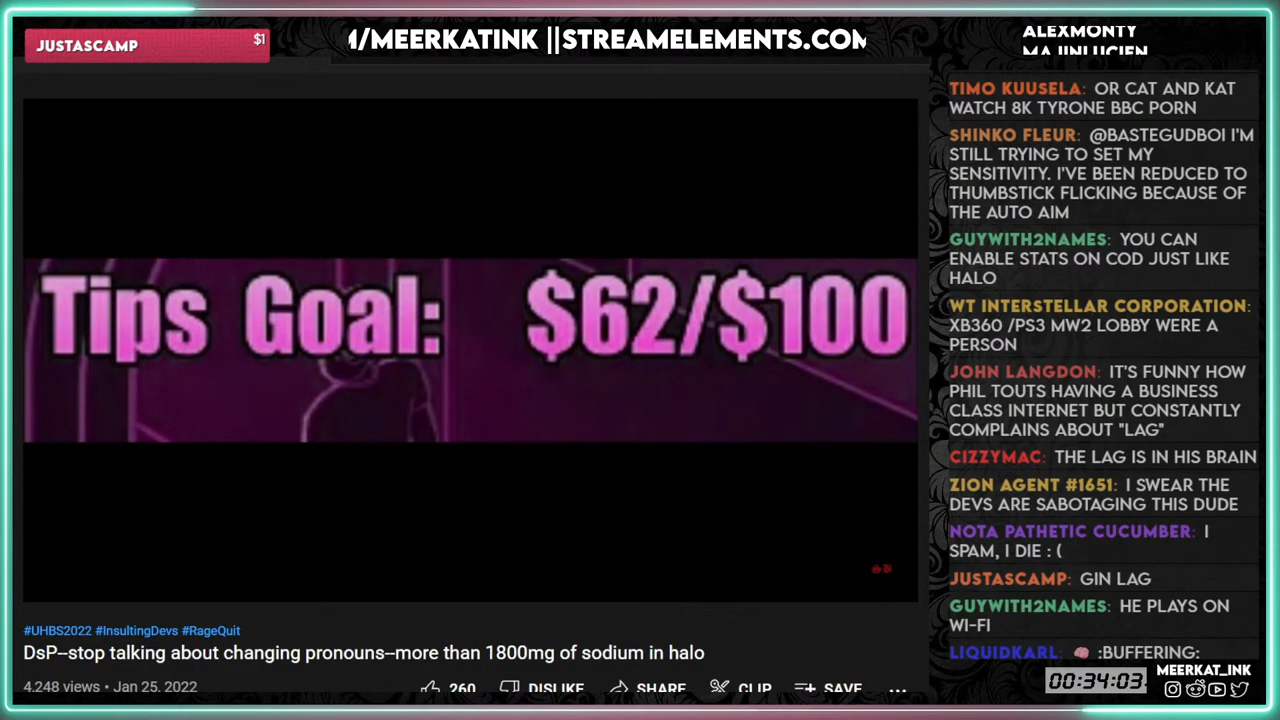 JUSTASCAMP $1
/MEERKATINK ||STREAMELEMENTS.COM
ALEXMONTY
MAJINLUCIEN
TIMO KUUSELA: OR CAT AND KAT
WATCH 8K TYRONE BBC PORN
SHINKO FLEUR: @BASTEGUDBOI I'M
STILL TRYING TO SET MY
SENSITIVITY. I'VE BEEN REDUCED TO
THUMBSTICK FLICKING BECAUSE OF
THE AUTO AIM
GUYWITH2NAMES: YOU CAN
ENABLE STATS ON COD JUST LIKE
HALO
WT INTERSTELLAR CORPORATION:
XB360 /PS3 MW2 LOBBY WERE A
PERSON
JOHN LANGDON: IT'S FUNNY HOW
PHIL TOUTS HAVING A BUSINESS
CLASS INTERNET BUT CONSTANTLY
COMPLAINS ABOUT "LAG"
CIZZYMAC: THE LAG IS IN HIS BRAIN
ZION AGENT #1651: I SWEAR THE
DEVS ARE SABOTAGING THIS DUDE
NOTA PATHETIC CUCUMBER: I
SPAM, I DIE : (
JUSTASCAMP: GIN LAG
GUYWITH2NAMES: HE PLAYS ON
WI-FI
LIQUIDKARL: 🧠 :BUFFERING:
Tips Goal: $62/$100
#UHBS2022 #InsultingDevs #RageQuit
DsP--stop talking about changing pronouns--more than 1800mg of sodium in halo
4,248 views • Jan 25, 2022
260 DISLIKE SHARE CLIP SAVE ...
00:34:03
MEERKAT_INK